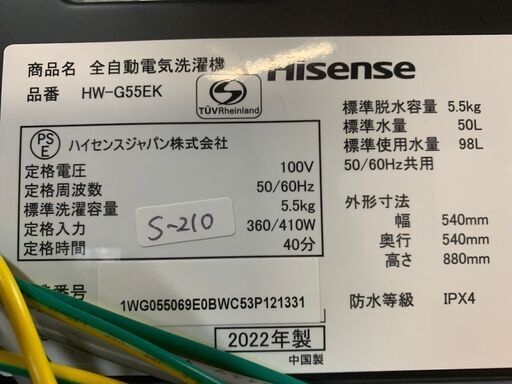 商品名 全自動電気洗濯機
品番 HW-G55EK
TÜVRheinland
Hisense
PS
E
ハイセンスジャパン株式会社
定格電圧 100V
定格周波数 50/60Hz
標準洗濯容量 5.5kg
定格入力 360/410W
定格時間 40分
S-210
番号 1WG055069E0BWC53P121331
標準脱水容量 5.5kg
標準水量 50L
標準使用水量 98L
50/60Hz共用
外形寸法
幅 540mm
奥行 540mm
高さ 880mm
防水等級 IPX4
2022年製
中国製